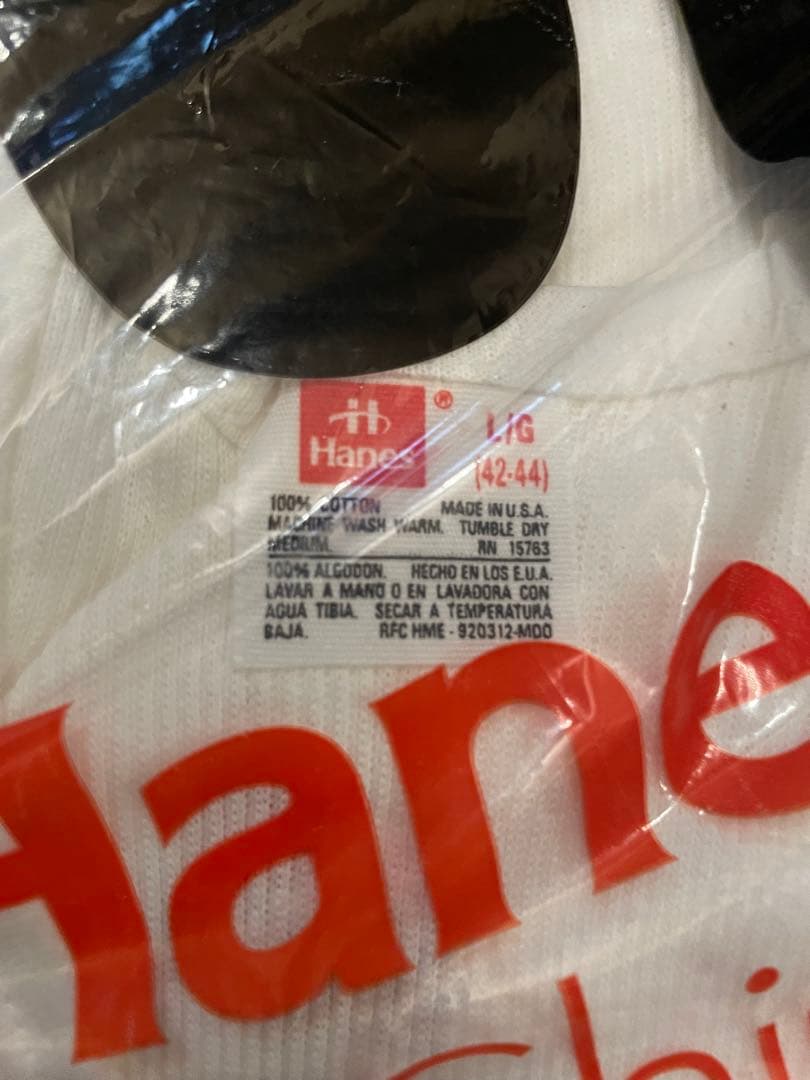 H
Hanes ®
L/G
(42-44)
100% COTTON MADE IN U.S.A.
MACHINE WASH WARM. TUMBLE DRY
MEDIUM. RN 15763
100% ALGODON. HECHO EN LOS E.U.A.
LAVAR A MANO O EN LAVADORA CON
AGUA TIBIA. SECAR A TEMPERATURA
BAJA. RFC HME - 920312-MD0
Hane